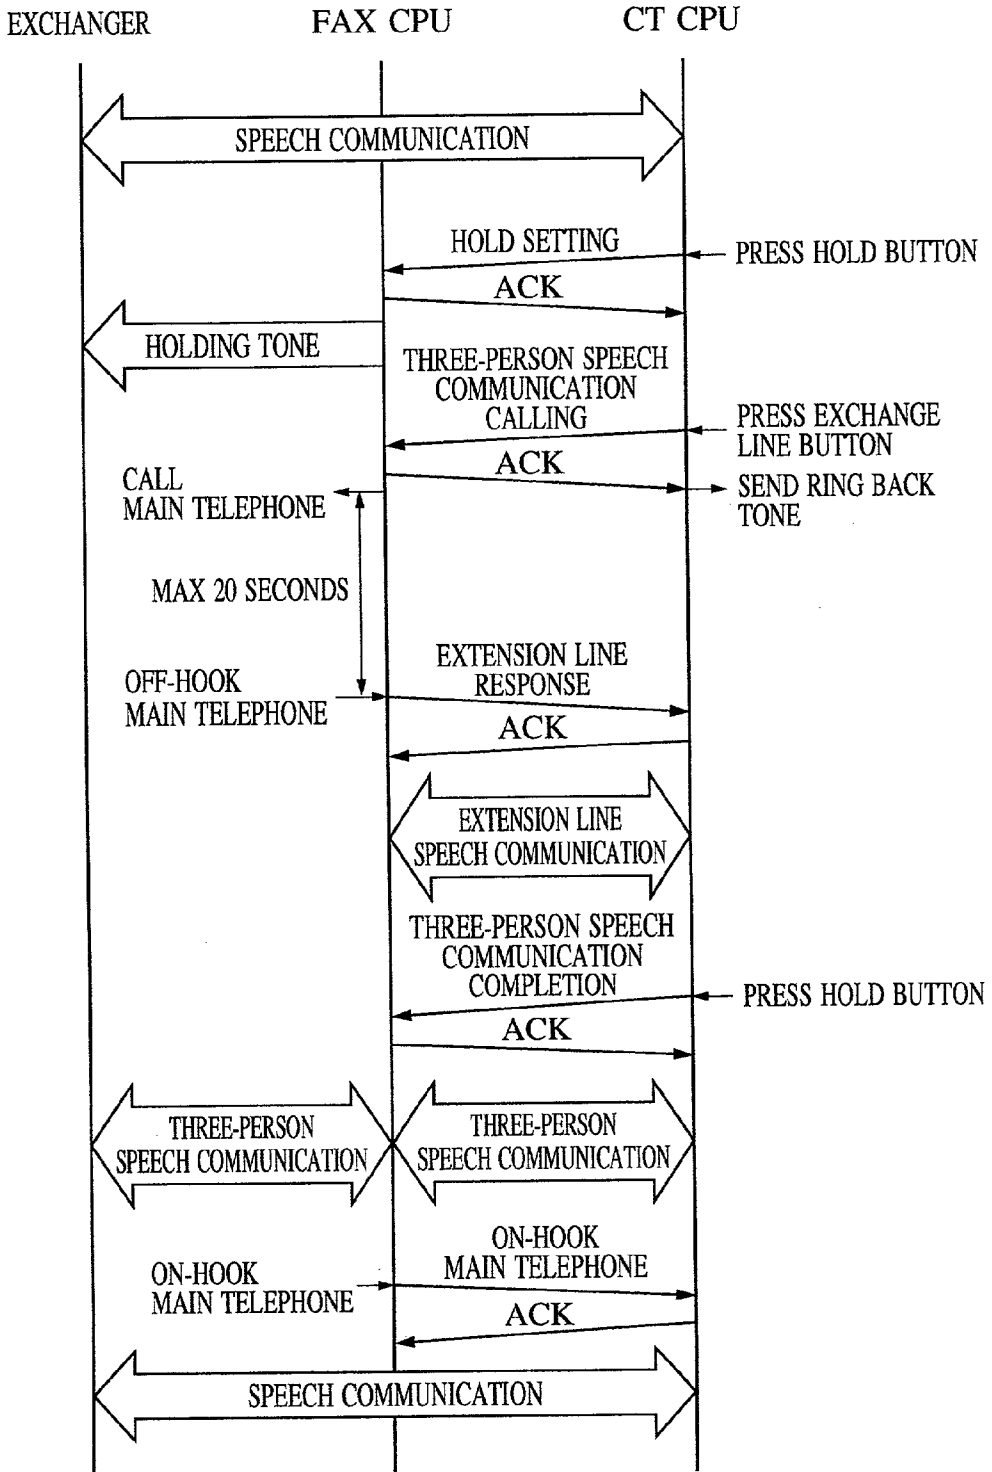 EXCHANGER
FAX CPU
CT CPU
SPEECH COMMUNICATION
HOLD SETTING
PRESS HOLD BUTTON
ACK
HOLDING TONE
THREE-PERSON SPEECH
COMMUNICATION
CALLING
PRESS EXCHANGE
LINE BUTTON
ACK
CALL
MAIN TELEPHONE
SEND RING BACK
TONE
MAX 20 SECONDS
EXTENSION LINE
RESPONSE
OFF-HOOK
MAIN TELEPHONE
ACK
EXTENSION LINE
SPEECH COMMUNICATION
THREE-PERSON SPEECH
COMMUNICATION
COMPLETION
PRESS HOLD BUTTON
ACK
THREE-PERSON
SPEECH COMMUNICATION
THREE-PERSON
SPEECH COMMUNICATION
ON-HOOK
MAIN TELEPHONE
ON-HOOK
MAIN TELEPHONE
ACK
SPEECH COMMUNICATION